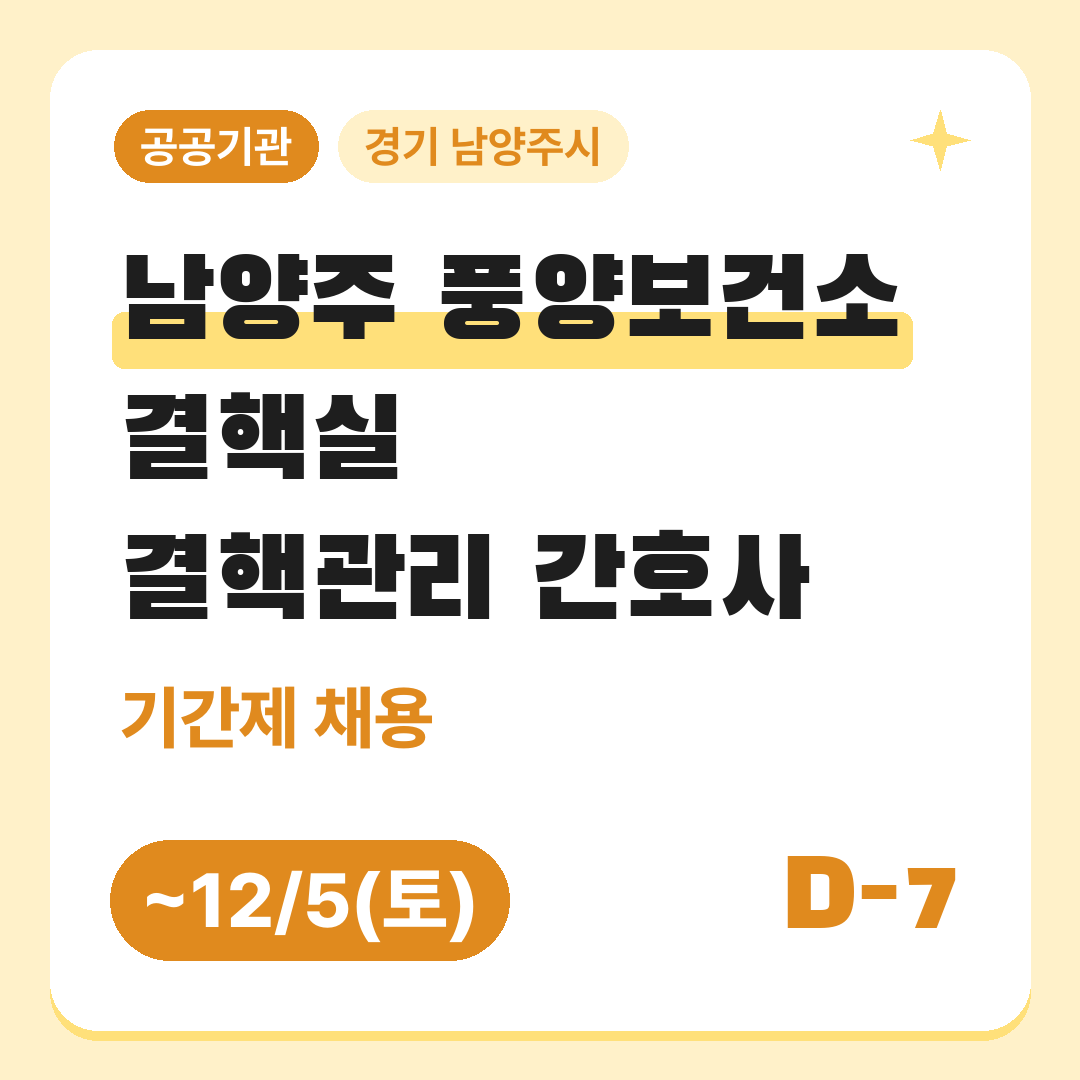 공공기관 경기 남양주시
남양주 풍양보건소
결핵실
결핵관리 간호사
기간제 채용
~12/5(토) D-7